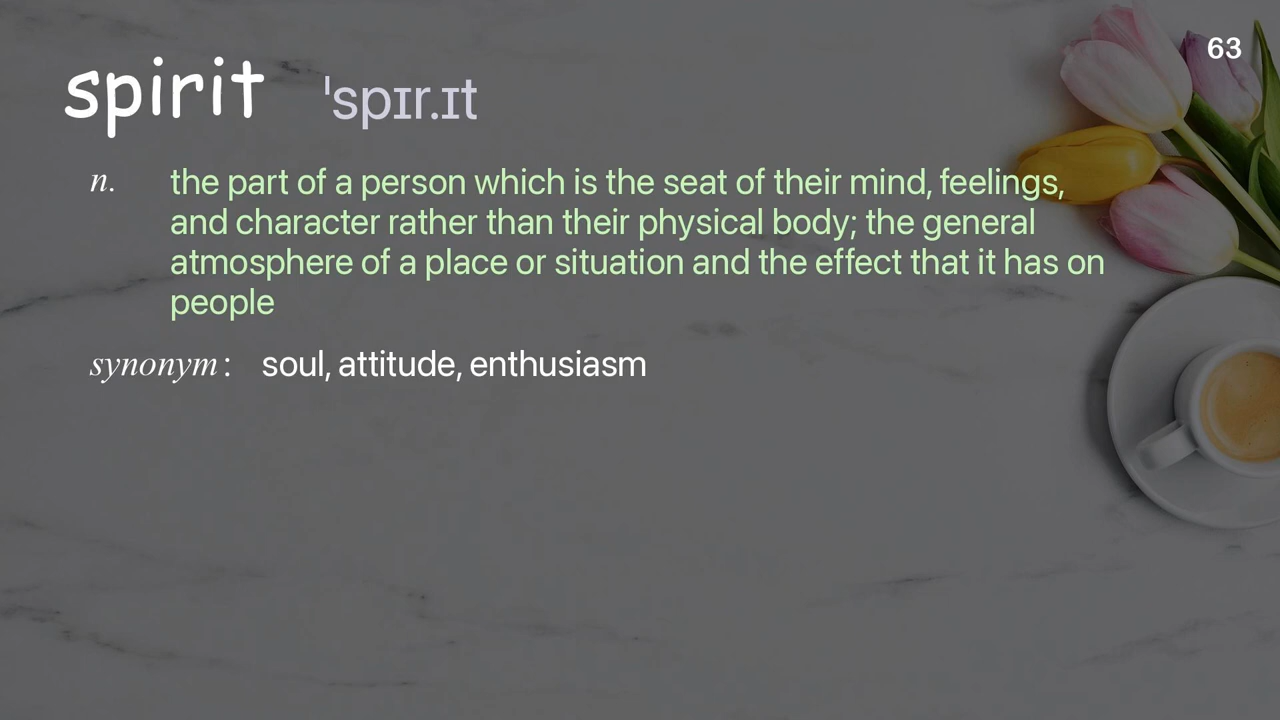 63
spirit ˈspɪr.ɪt
n. the part of a person which is the seat of their mind, feelings,
and character rather than their physical body; the general
atmosphere of a place or situation and the effect that it has on
people
synonym: soul, attitude, enthusiasm